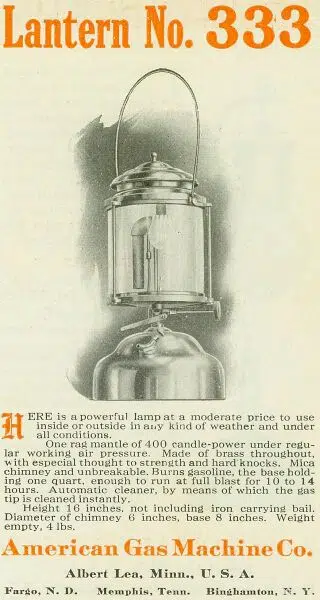 Lantern No. 333
HERE is a powerful lamp at a moderate price to use
inside or outside in any kind of weather and under
all conditions.
One rag mantle of 400 candle-power under regu-
lar working air pressure. Made of brass throughout,
with especial thought to strength and hard knocks. Mica
chimney and unbreakable. Burns gasoline, the base hold-
ing one quart, enough to run at full blast for 10 to 14
hours. Automatic cleaner, by means of which the gas
tip is cleaned instantly.
Height 16 inches, not including iron carrying bail.
Diameter of chimney 6 inches, base 8 inches. Weight
empty, 4 lbs.
American Gas Machine Co.
Albert Lea, Minn., U. S. A.
Fargo, N. D. Memphis, Tenn. Binghamton, N. Y.